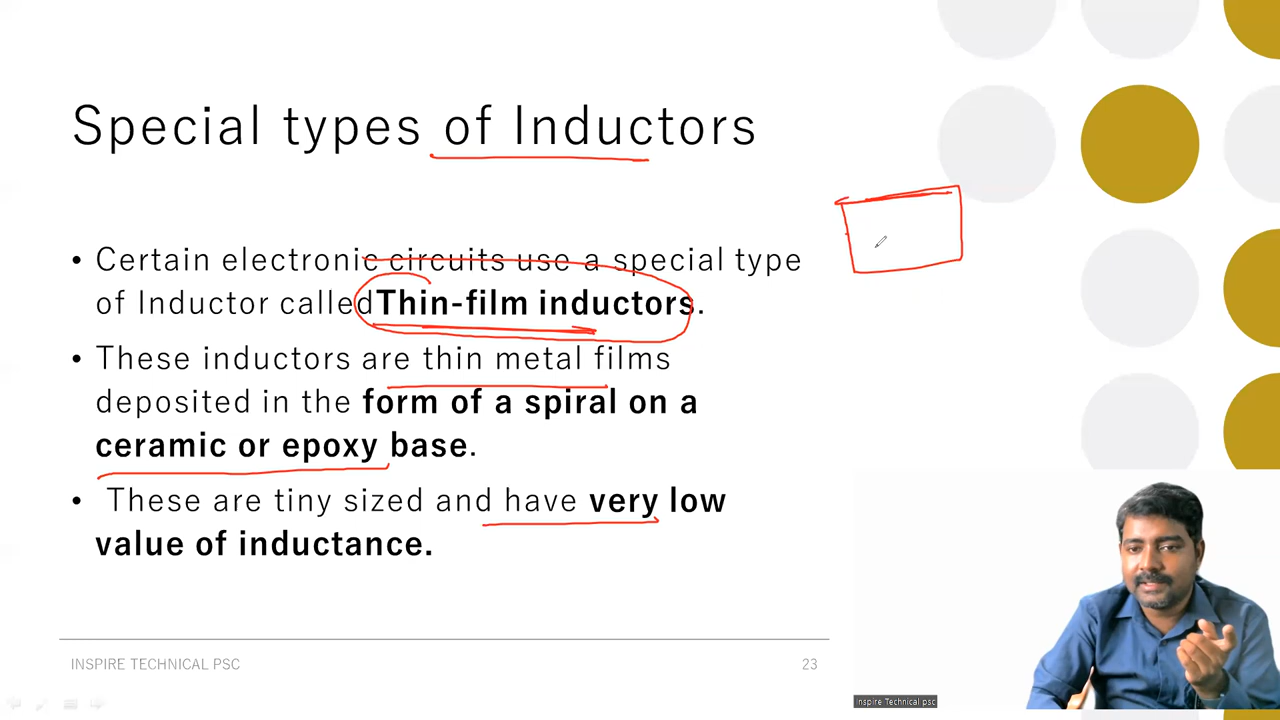 Special types of Inductors
• Certain electronic circuits use a special type
of Inductor calledThin-film inductors.
• These inductors are thin metal films
deposited in the form of a spiral on a
ceramic or epoxy base.
• These are tiny sized and have very low
value of inductance.
INSPIRE TECHNICAL PSC
23
Inspire Technical psc